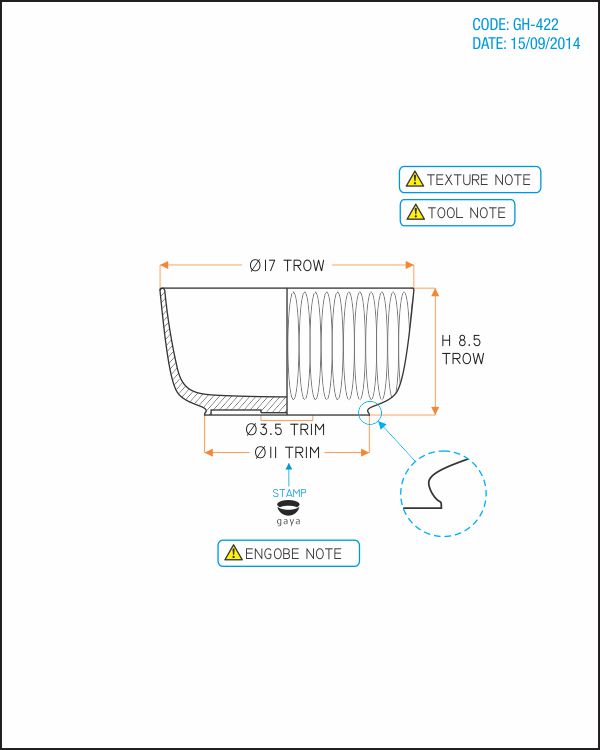 CODE: GH-422
DATE: 15/09/2014
TEXTURE NOTE
TOOL NOTE
Ø17 TROW
H 8.5
TROW
Ø3.5 TRIM
Ø11 TRIM
STAMP
gaya
ENGOBE NOTE